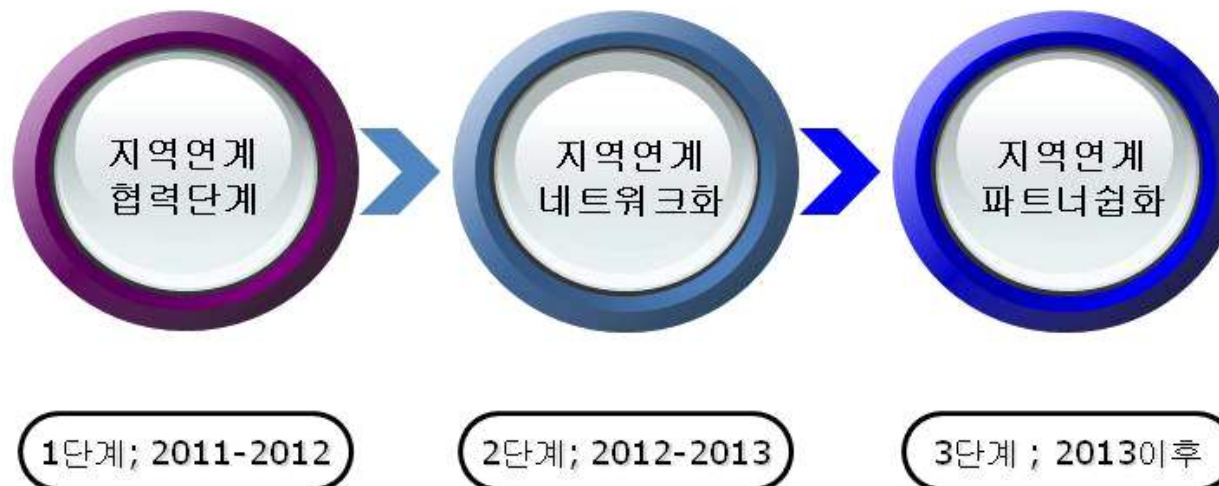 지역연계
협력단계
지역연계
네트워크화
지역연계
파트너쉽화
1단계; 2011-2012
2단계; 2012-2013
3단계 ; 2013이후